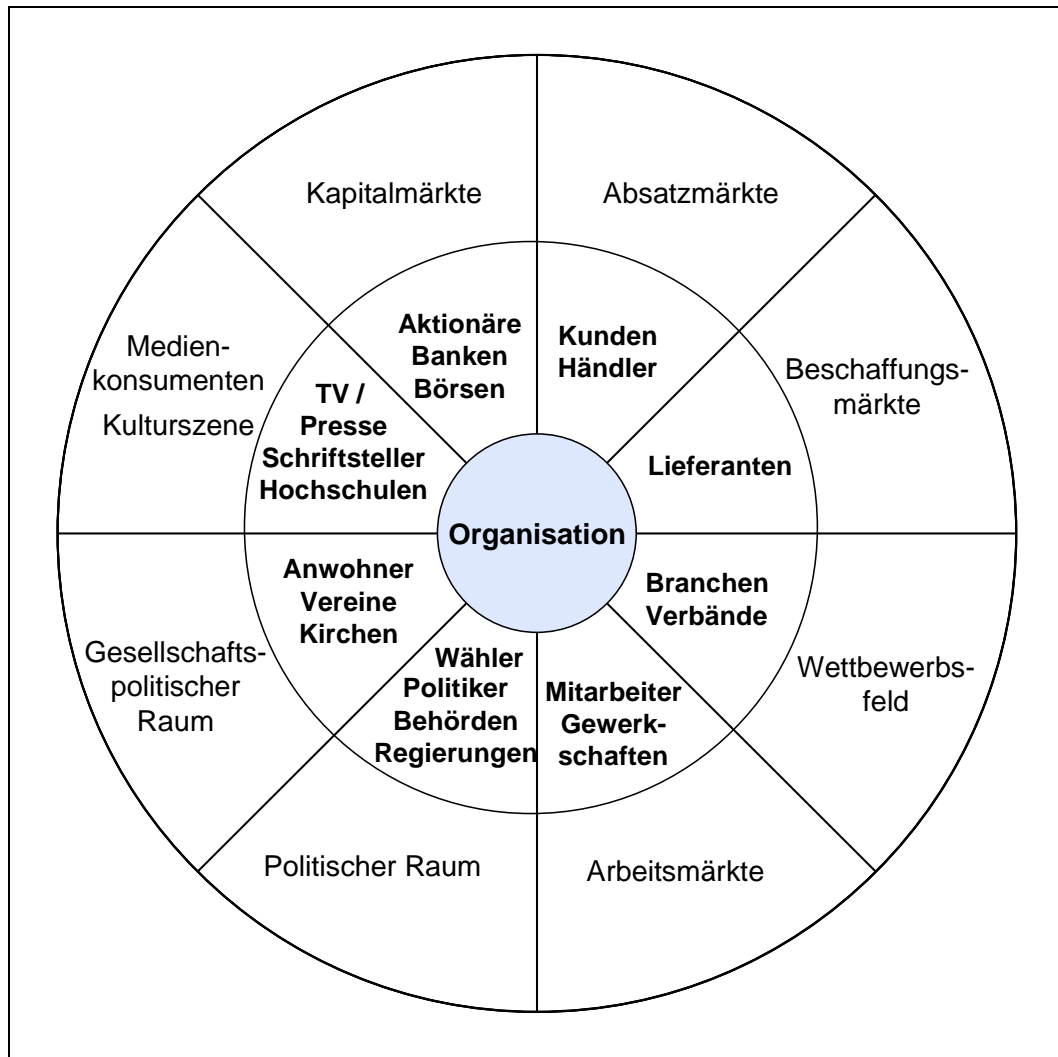 Kapitalmärkte
Absatzmärkte
Aktionäre
Banken
Börsen
Kunden
Händler
Medien-
konsumenten
Kulturszene
TV /
Presse
Schriftsteller
Hochschulen
Beschaffungs-
märkte
Lieferanten
Organisation
Anwohner
Vereine
Kirchen
Branchen
Verbände
Gesellschafts-
politischer
Raum
Wähler
Politiker
Behörden
Regierungen
Mitarbeiter
Gewerk-
schaften
Wettbewerbs-
feld
Politischer Raum
Arbeitsmärkte